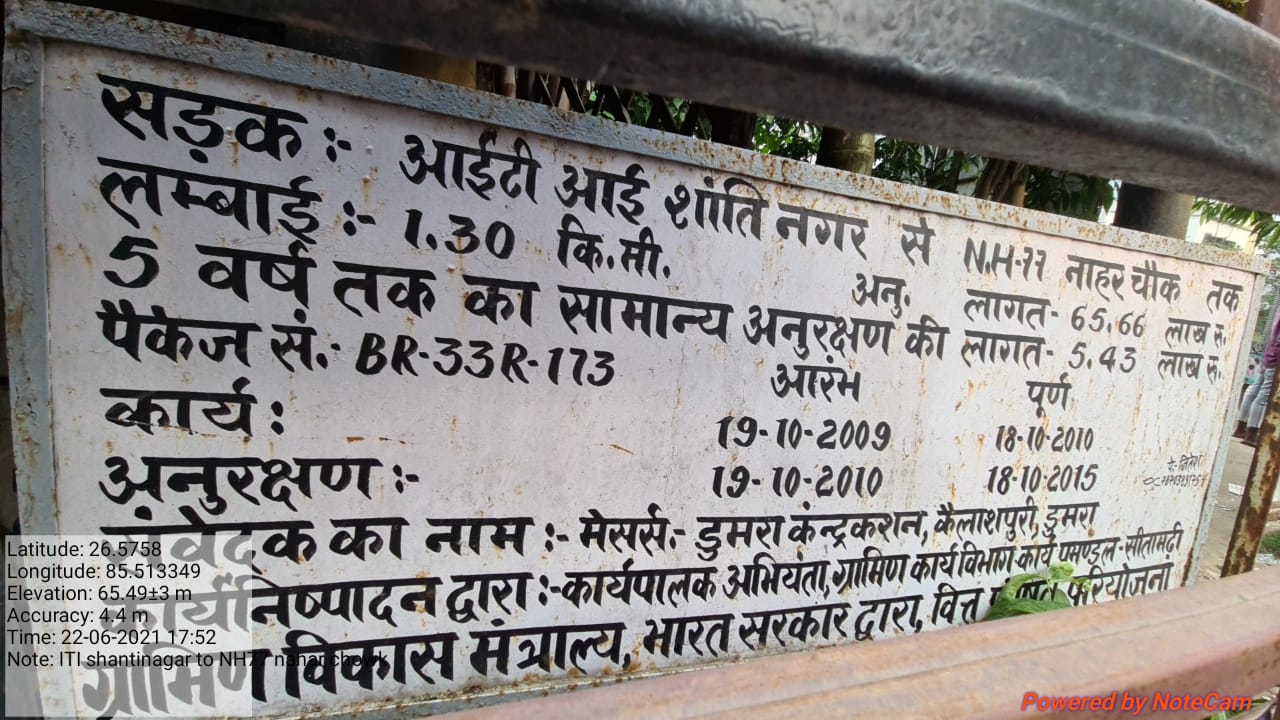 सड़क :- आईटी आई शांति नगर से N.H-77 नाहर चौक तक
लम्बाई :- 1.30 कि.मी. अनु. लागत- 65.66 लाख रु.
5 वर्ष तक का सामान्य अनुरक्षण की लागत- 5.43 लाख रु.
पैकेज सं.- BR-33R-173 आरंभ पूर्ण
कार्य : 19-10-2009 18-10-2010
अनुरक्षण :- 19-10-2010 18-10-2015
संवेदक का नाम :- मेसर्स:- डुमरा कंन्ट्रकशन, कैलाशपुरी, डुमरा
कार्यनिष्पादन द्वारा :- कार्यपालक अभियंता, ग्रामिण कार्य विभाग कार्य प्रमण्डल -सीतामढ़ी
ग्रामिण विकास मंत्राल्य, भारत सरकार द्वारा, वित्त परियोजना
Latitude: 26.5758
Longitude: 85.513349
Elevation: 65.49±3 m
Accuracy: 4.4 m
Time: 22-06-2021 17:52
Note: ITI shantinagar to NH77 nahar chowk
Powered by NoteCam